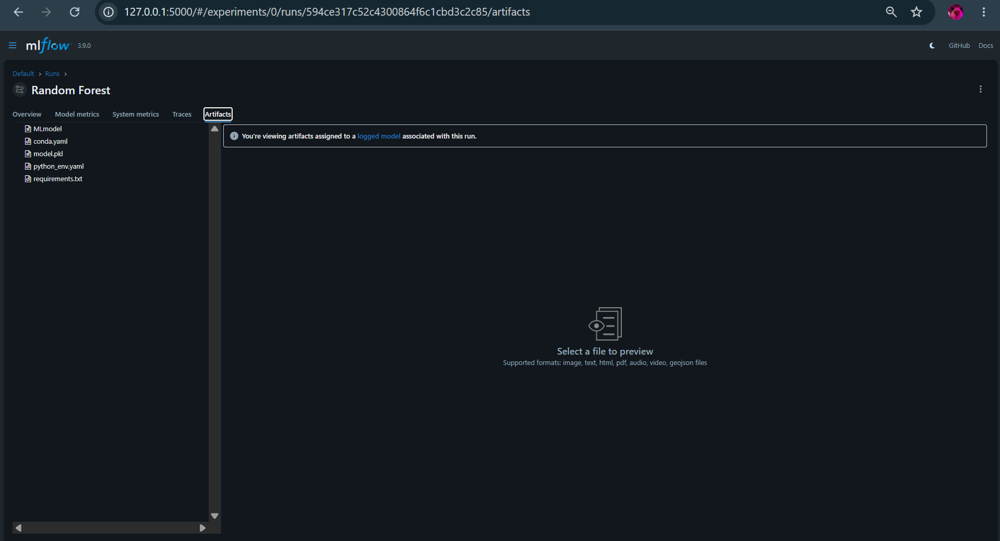 127.0.0.1:5000/#/experiments/0/runs/594ce317c52c4300864f6c1cbd3c2c85/artifacts
mlflow 3.9.0 GitHub Docs
Default › Runs ›
Random Forest
Overview Model metrics System metrics Traces Artifacts
MLmodel
conda.yaml
model.pkl
python_env.yaml
requirements.txt
You're viewing artifacts assigned to a logged model associated with this run.
Select a file to preview
Supported formats: image, text, html, pdf, audio, video, geojson files